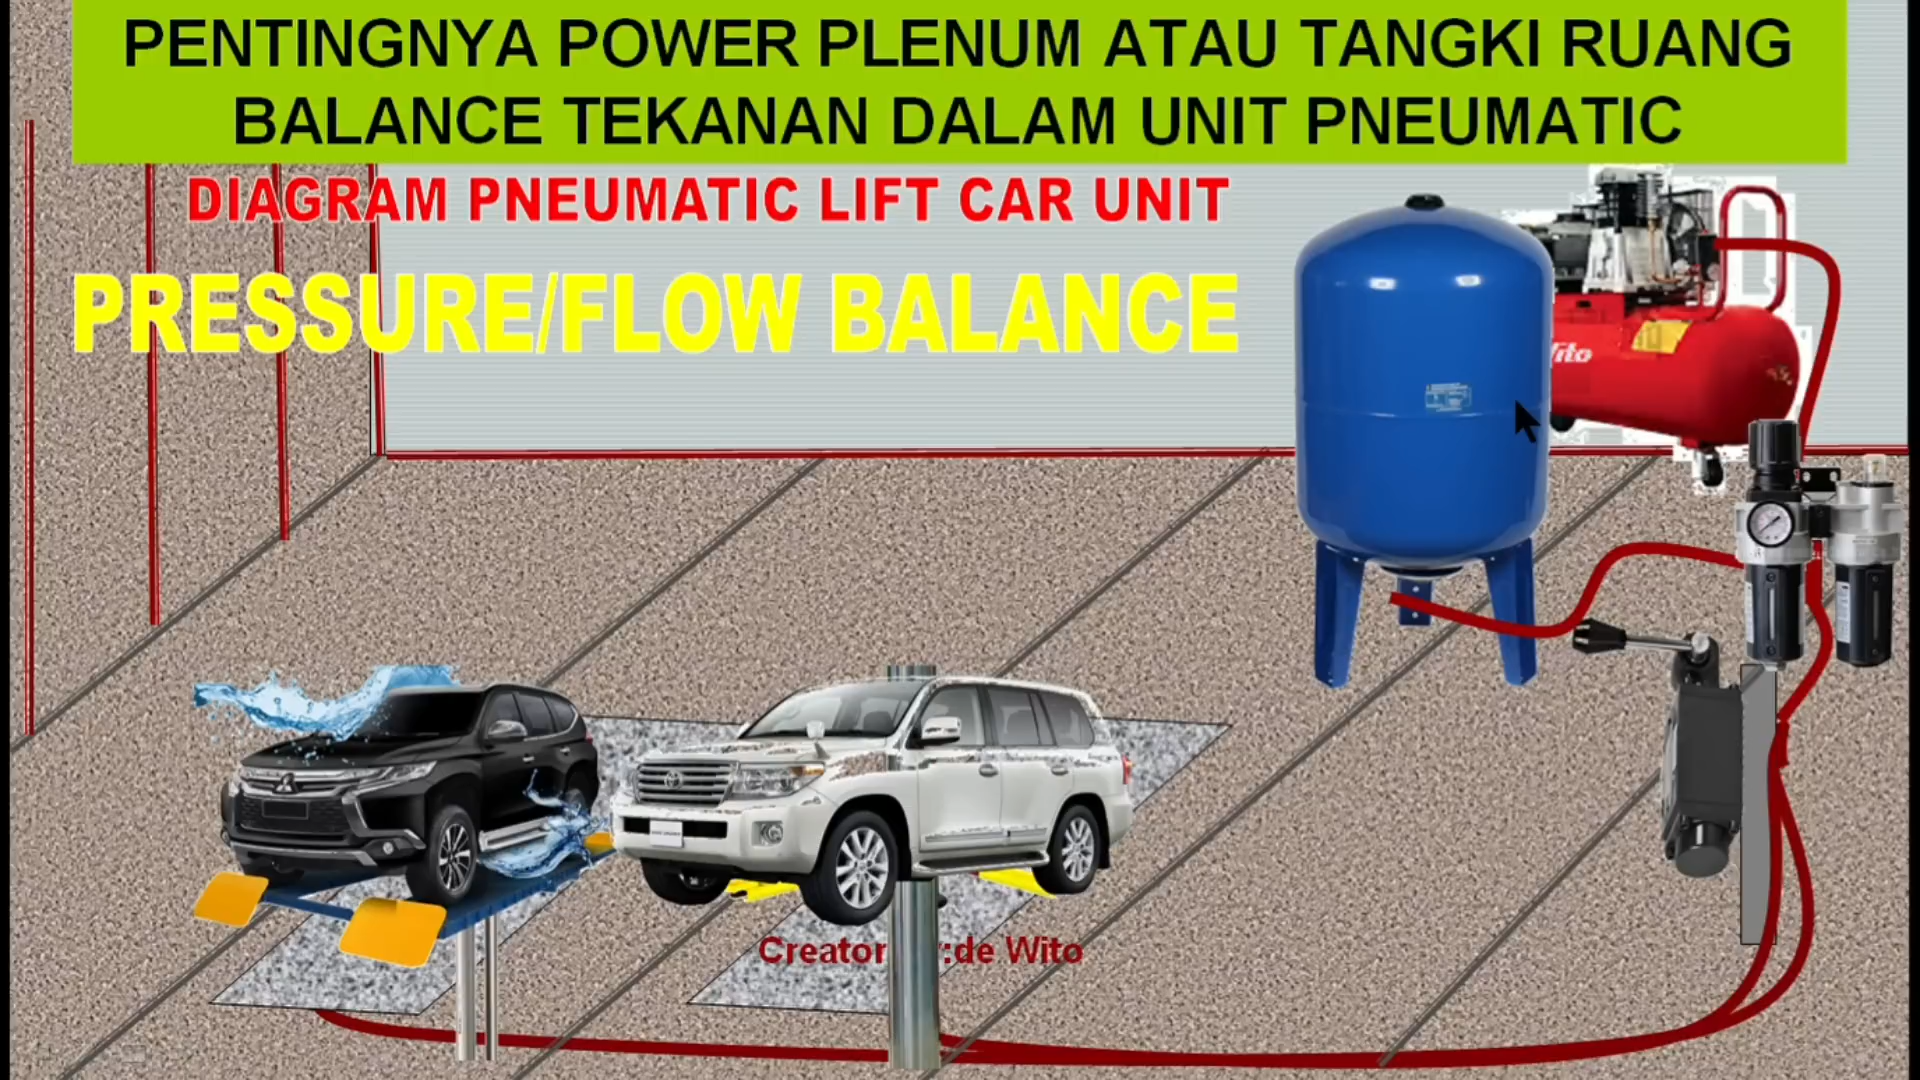 PENTINGNYA POWER PLENUM ATAU TANGKI RUANG
BALANCE TEKANAN DALAM UNIT PNEUMATIC
DIAGRAM PNEUMATIC LIFT CAR UNIT
PRESSURE/FLOW BALANCE
Wito
Creator :de Wito